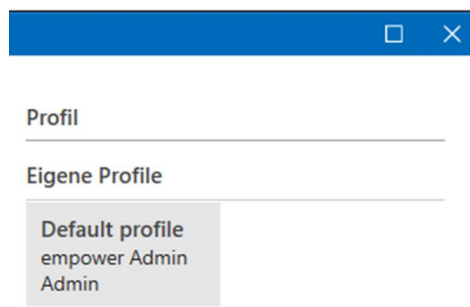 Profil
Eigene Profile
Default profile
empower Admin
Admin